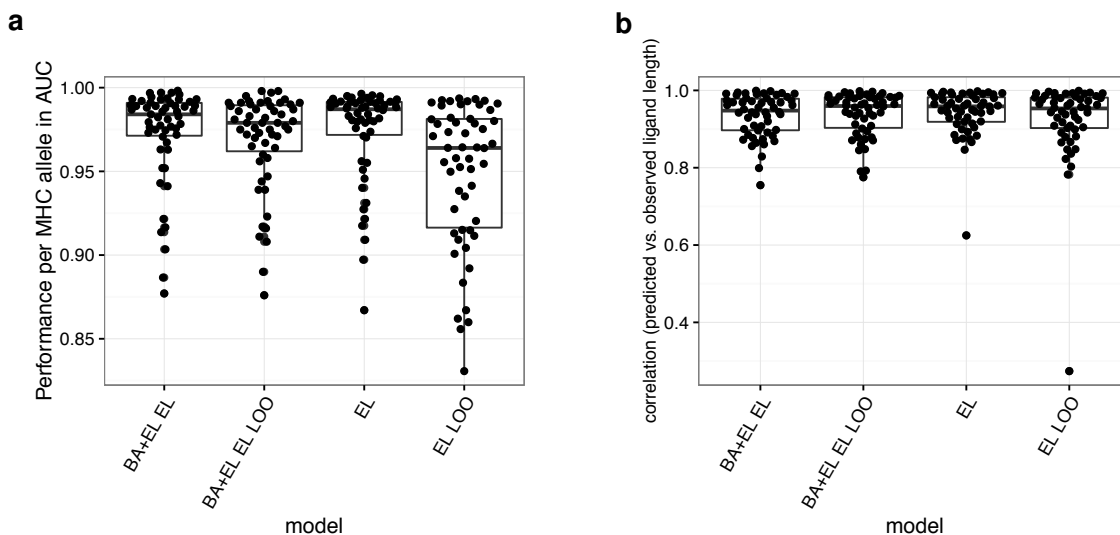 a
Performance per MHC allele in AUC
1.00
0.95
0.90
0.85
BA+EL EL
BA+EL EL LOO
EL
EL LOO
model
b
correlation (predicted vs. observed ligand length)
1.0
0.8
0.6
0.4
BA+EL EL
BA+EL EL LOO
EL
EL LOO
model